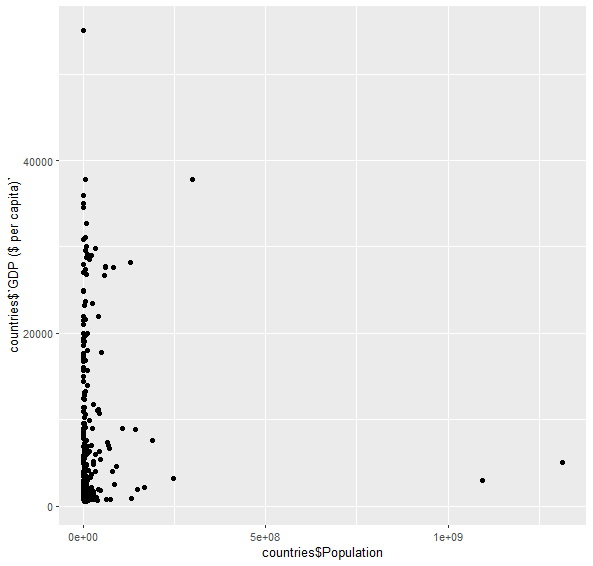 countries$`GDP ($ per capita)`
40000
20000
0
0e+00
5e+08
1e+09
countries$Population